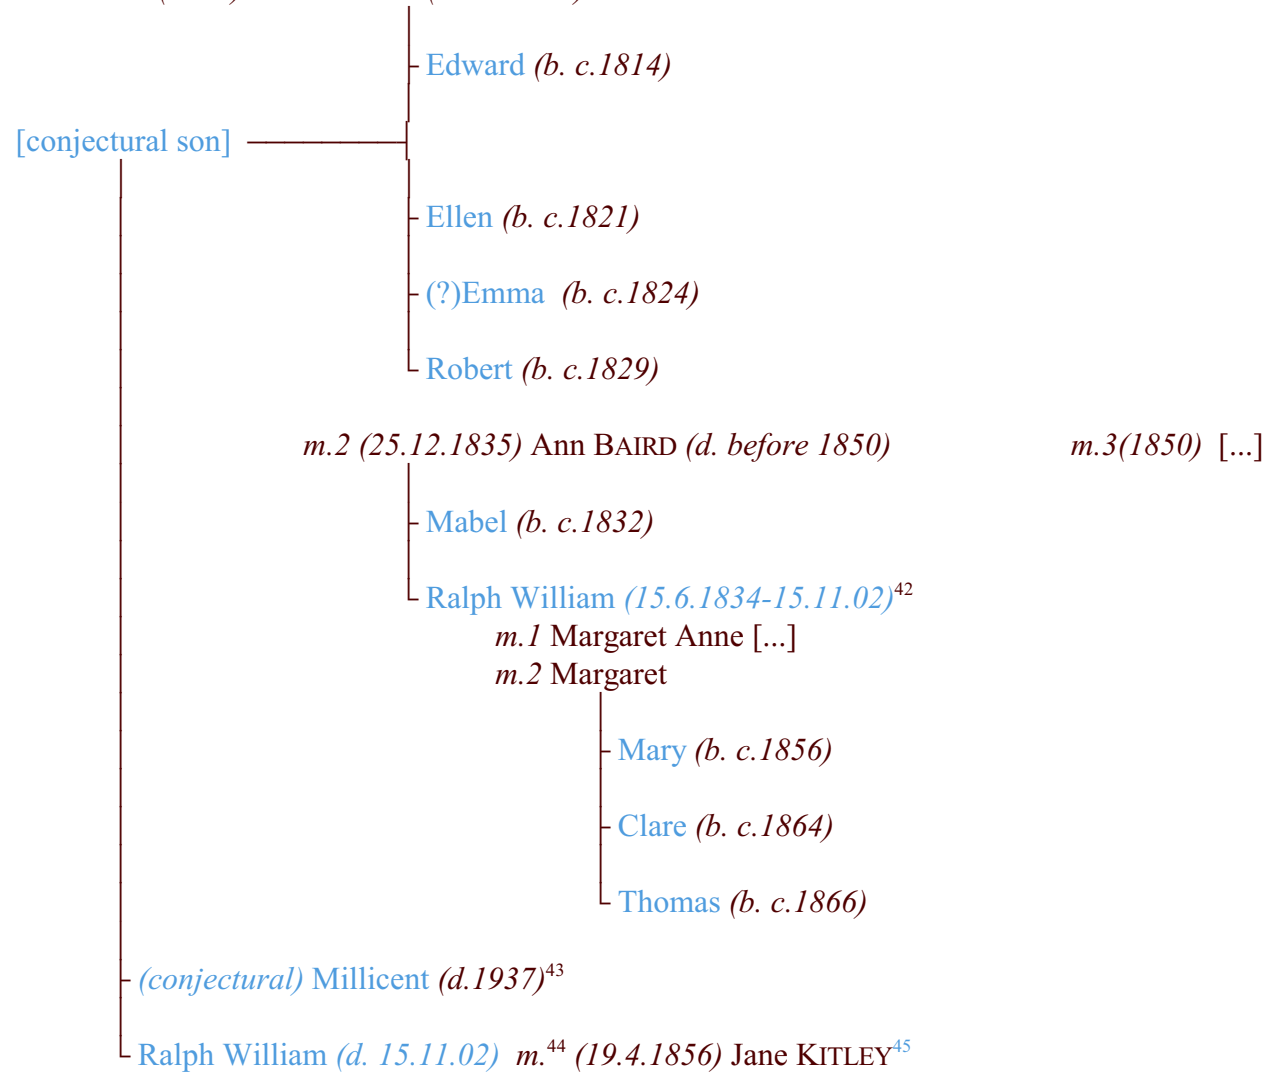 Edward (b. c.1814)
[conjectural son]
Ellen (b. c.1821)
(?)Emma (b. c.1824)
Robert (b. c.1829)
m.2 (25.12.1835) Ann BAIRD (d. before 1850) m.3(1850) [...]
Mabel (b. c.1832)
Ralph William (15.6.1834-15.11.02)42
m.1 Margaret Anne [...]
m.2 Margaret
Mary (b. c.1856)
Clare (b. c.1864)
Thomas (b. c.1866)
(conjectural) Millicent (d.1937)43
Ralph William (d. 15.11.02) m.44 (19.4.1856) Jane KITLEY45